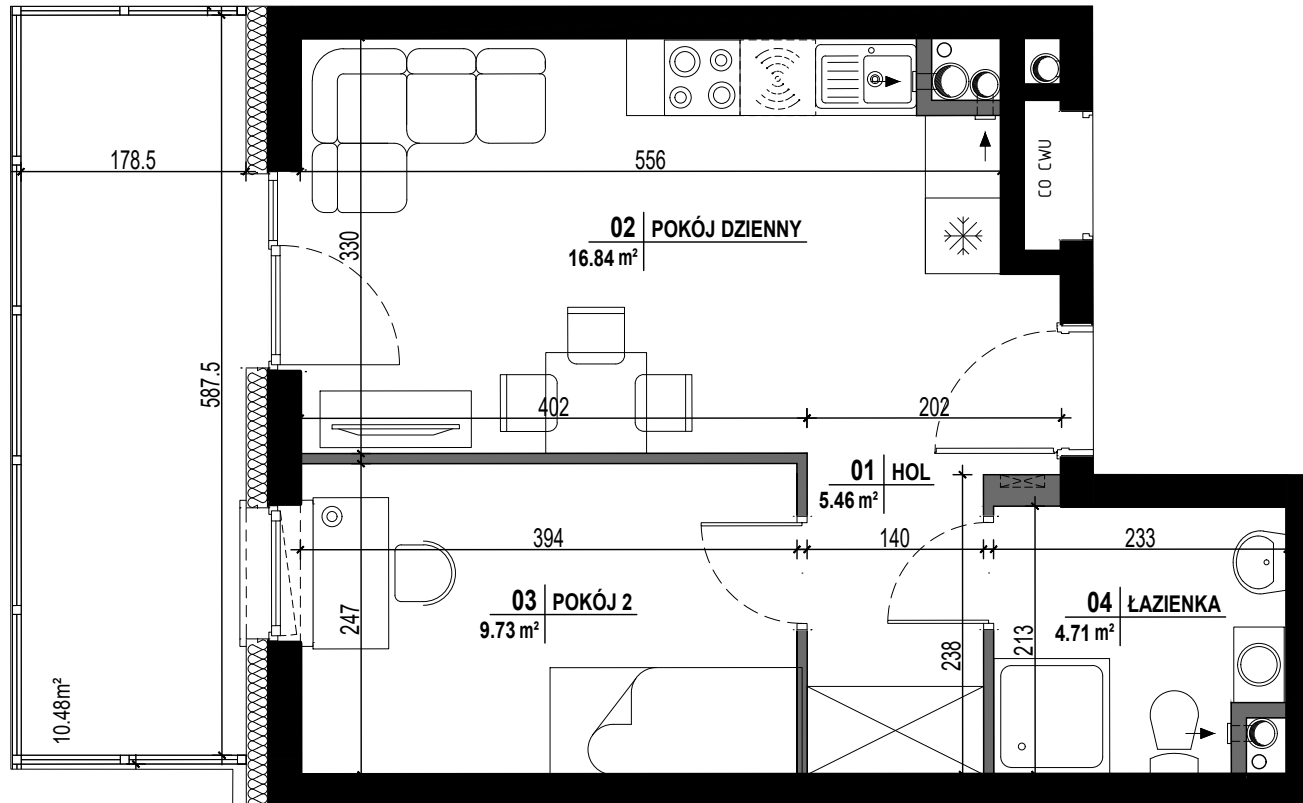 178.5
556
CO CWU
02 POKÓJ DZIENNY
16.84 m²
330
587.5
402
202
01 HOL
5.46 m²
394
140
233
03 POKÓJ 2
9.73 m²
04 ŁAZIENKA
4.71 m²
247
238
213
10.48m²